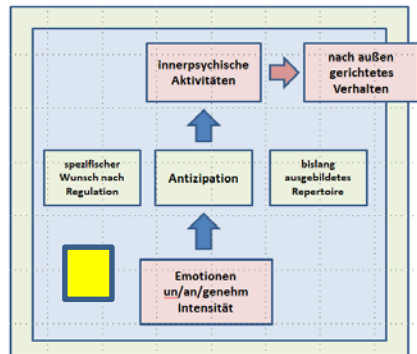 innerpsychische
Aktivitäten
nach außen
gerichtetes
Verhalten
spezifischer
Wunsch nach
Regulation
Antizipation
bislang
ausgebildetes
Repertoire
Emotionen
un/an/genehm
Intensität